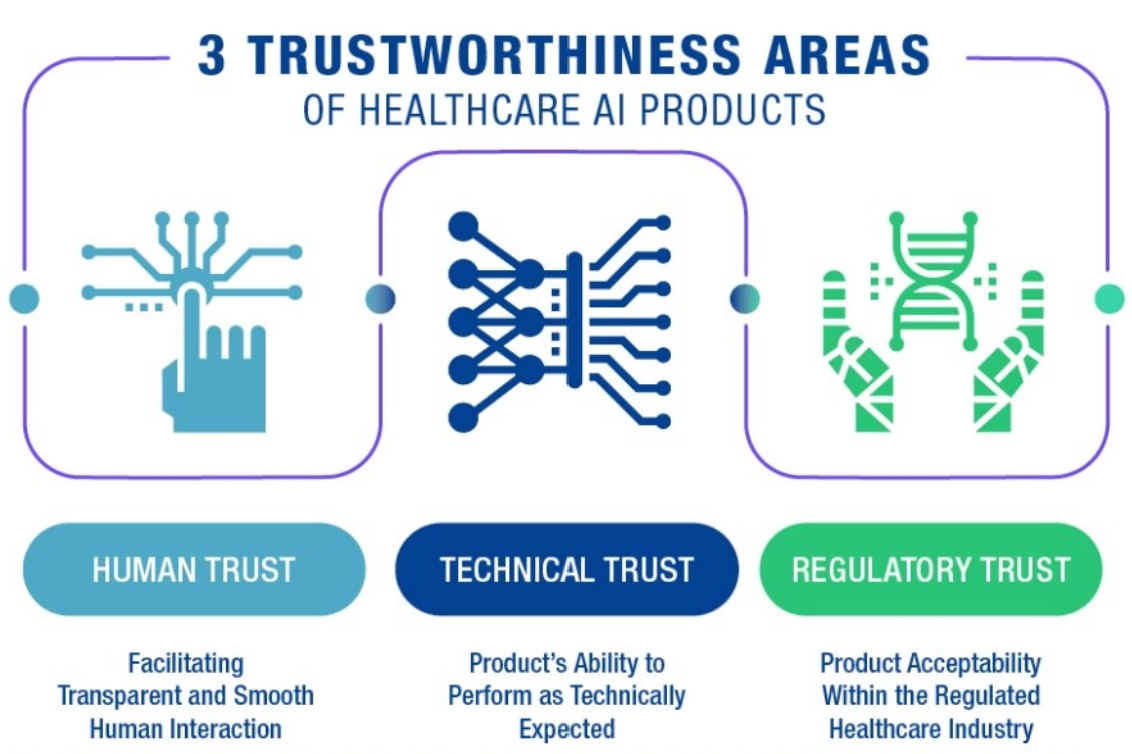 3 TRUSTWORTHINESS AREAS
OF HEALTHCARE AI PRODUCTS
HUMAN TRUST
Facilitating
Transparent and Smooth
Human Interaction
TECHNICAL TRUST
Product's Ability to
Perform as Technically
Expected
REGULATORY TRUST
Product Acceptability
Within the Regulated
Healthcare Industry